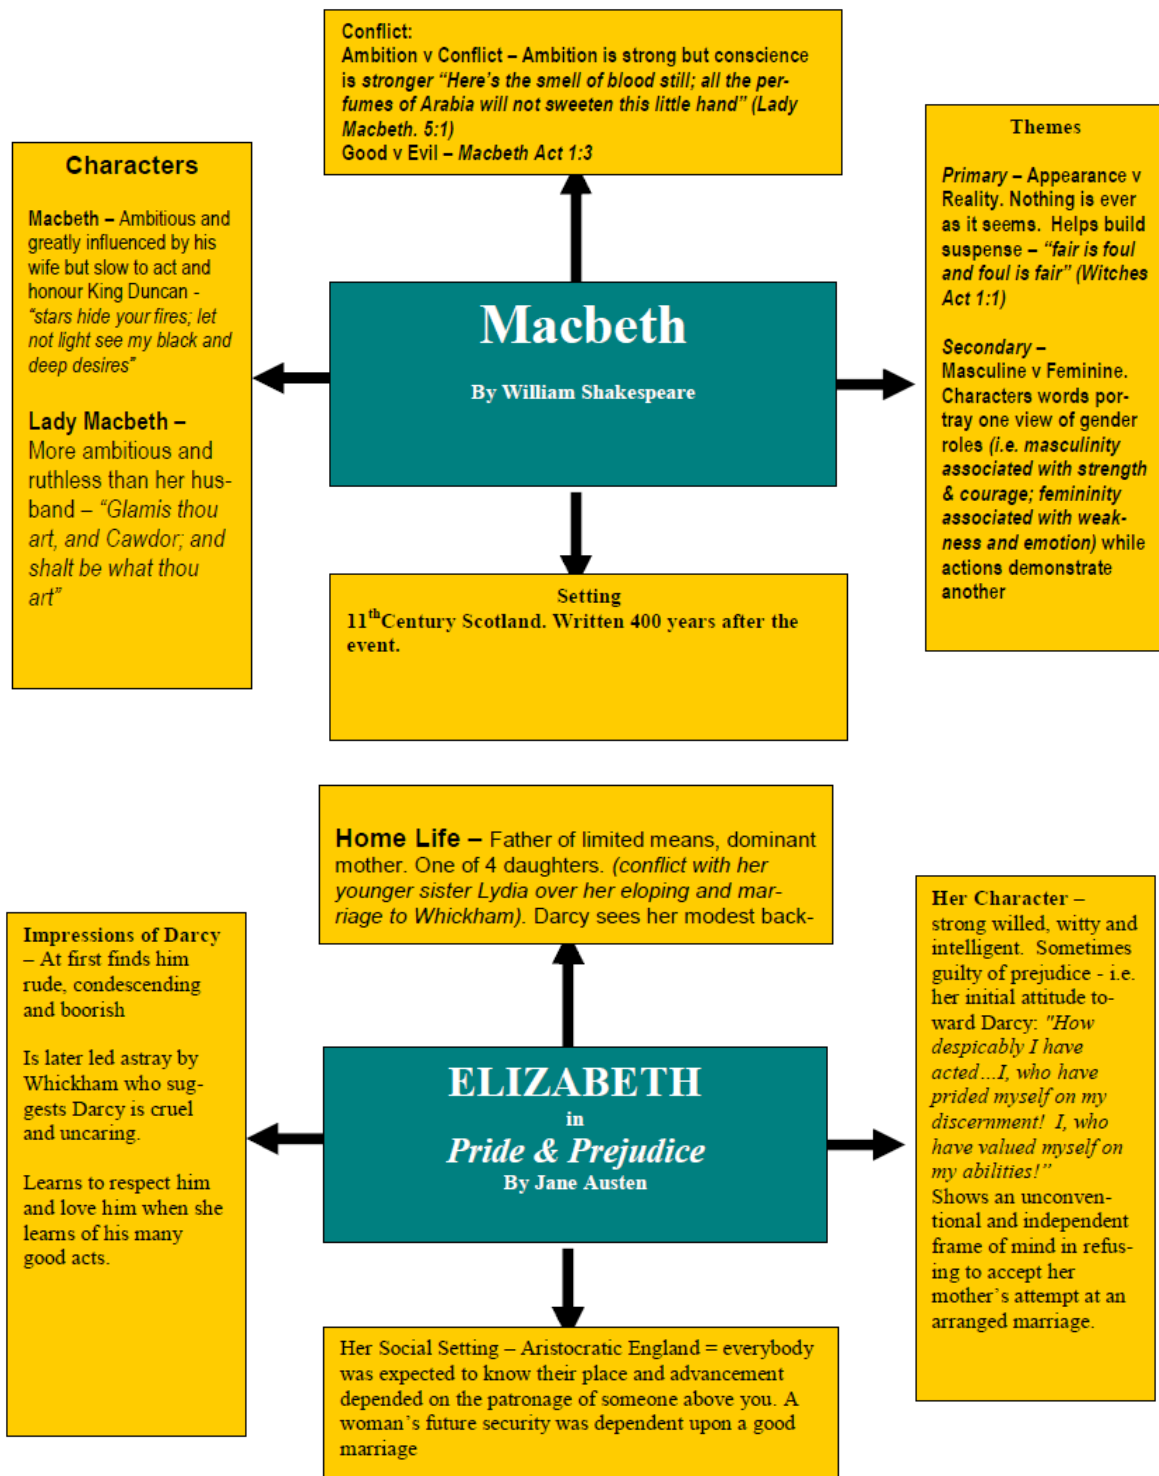 Conflict:
Ambition v Conflict – Ambition is strong but conscience
is stronger “Here’s the smell of blood still; all the per-
fumes of Arabia will not sweeten this little hand” (Lady
Macbeth. 5:1)
Good v Evil – Macbeth Act 1:3
Characters
Macbeth – Ambitious and
greatly influenced by his
wife but slow to act and
honour King Duncan -
“stars hide your fires; let
not light see my black and
deep desires”
Lady Macbeth –
More ambitious and
ruthless than her hus-
band – “Glamis thou
art, and Cawdor; and
shalt be what thou
art”
Macbeth
By William Shakespeare
Themes
Primary – Appearance v
Reality. Nothing is ever
as it seems. Helps build
suspense – “fair is foul
and foul is fair” (Witches
Act 1:1)
Secondary –
Masculine v Feminine.
Characters words por-
tray one view of gender
roles (i.e. masculinity
associated with strength
& courage; femininity
associated with weak-
ness and emotion) while
actions demonstrate
another
Setting
11th Century Scotland. Written 400 years after the
event.
Home Life – Father of limited means, dominant
mother. One of 4 daughters. (conflict with her
younger sister Lydia over her eloping and mar-
riage to Whickham). Darcy sees her modest back-
Impressions of Darcy
– At first finds him
rude, condescending
and boorish
Is later led astray by
Whickham who sug-
gests Darcy is cruel
and uncaring.
Learns to respect him
and love him when she
learns of his many
good acts.
ELIZABETH
in
Pride & Prejudice
By Jane Austen
Her Character –
strong willed, witty and
intelligent. Sometimes
guilty of prejudice - i.e.
her initial attitude to-
ward Darcy: "How
despicably I have
acted…I, who have
prided myself on my
discernment! I, who
have valued myself on
my abilities!”
Shows an unconven-
tional and independent
frame of mind in refus-
ing to accept her
mother’s attempt at an
arranged marriage.
Her Social Setting – Aristocratic England = everybody
was expected to know their place and advancement
depended on the patronage of someone above you. A
woman’s future security was dependent upon a good
marriage